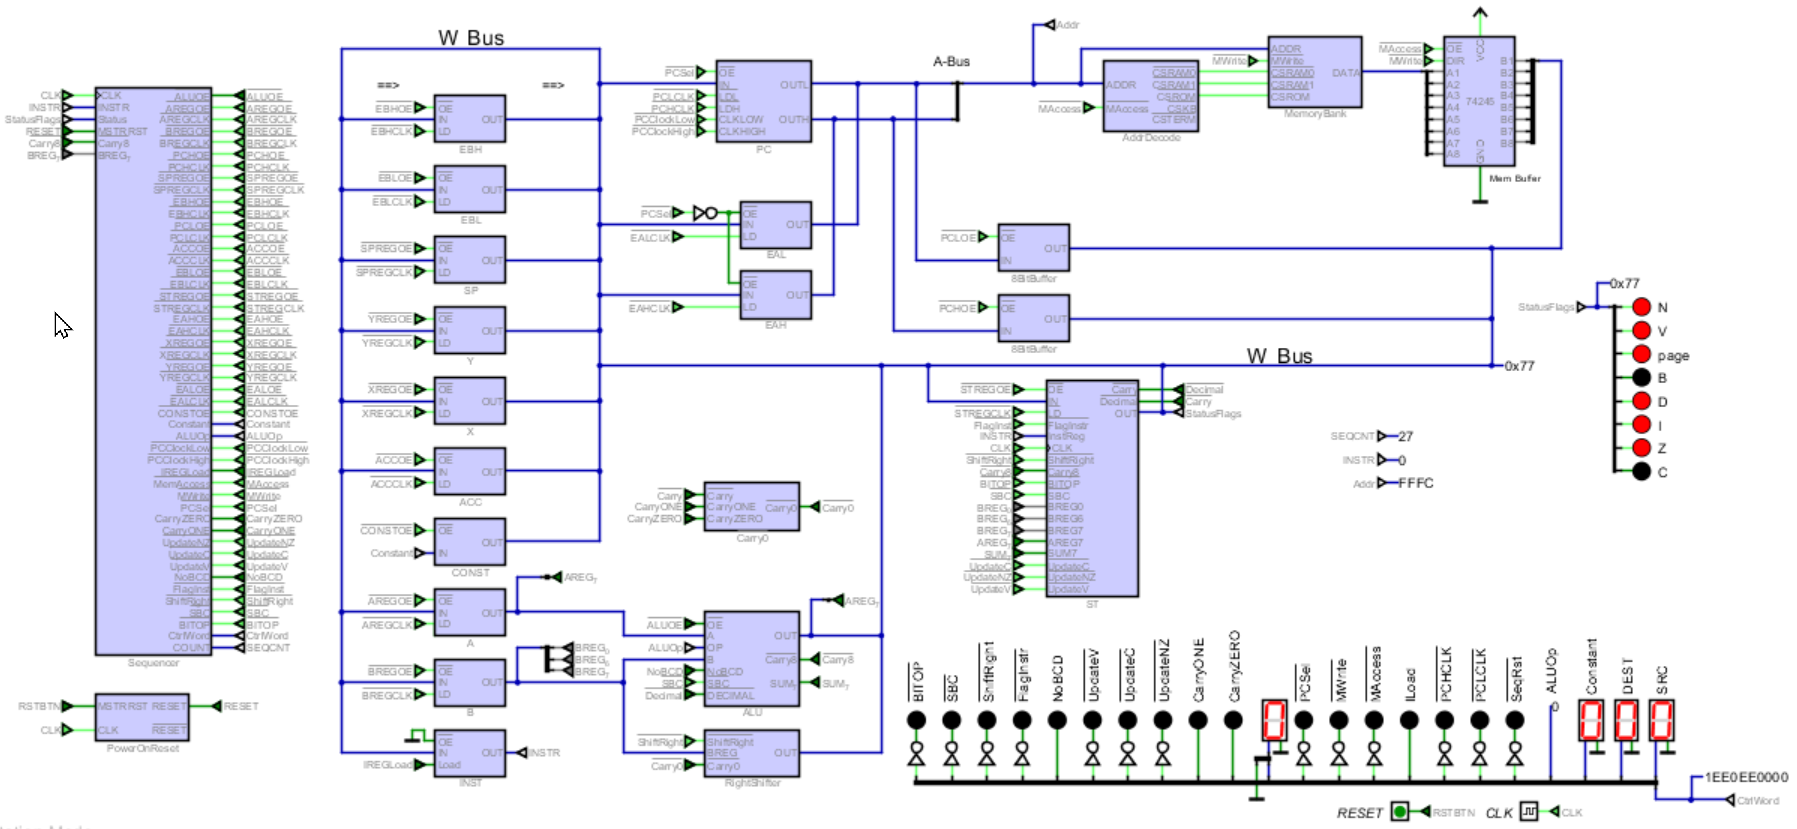 W Bus
A-Bus
Addr
CLK
INSTR
StatusFlags
RESET
Carry8
BREG7
CLK
INSTR
Status
MSTRRST
Carry8
BREG7
ALUOE ALUOE
AREGOE AREGOE
AREGCLK AREGCLK
BREGOE BREGOE
BREGCLK BREGCLK
PCHOE PCHOE
PCHCLK PCHCLK
SPREGOE SPREGOE
SPREGCLK SPREGCLK
EBHOE EBHOE
EBHCLK EBHCLK
PCLOE PCLOE
PCLCLK PCLCLK
ACCOE ACCOE
ACCCLK ACCCLK
EBLOE EBLOE
EBLCLK EBLCLK
STREGOE STREGOE
STREGCLK STREGCLK
EAHOE EAHOE
EAHCLK EAHCLK
XREGOE XREGOE
XREGCLK XREGCLK
YREGOE YREGOE
YREGCLK YREGCLK
EALOE EALOE
EALCLK EALCLK
CONSTOE CONSTOE
Constant Constant
ALUOp ALUOp
PCClockLow PCClockLow
PCClockHigh PCClockHigh
IREGLoad IREGLoad
MemAccess MAccess
MWrite MWrite
PCSel PCSel
CarryZERO CarryZERO
CarryONE CarryONE
UpdateNZ UpdateNZ
UpdateC UpdateC
UpdateV UpdateV
NoBCD NoBCD
FlagInstr FlagInstr
ShiftRight ShiftRight
SBC SBC
BITOP BITOP
CtrlWord CtrlWord
COUNT SEQCNT
Sequencer
RSTBTN MSTRRST RESET RESET
CLK CLK RESET
PowerOnReset
==> ==>
EBHOE OE
IN OUT
EBHCLK LD
EBH
EBLOE OE
IN OUT
EBLCLK LD
EBL
SPREGOE OE
IN OUT
SPREGCLK LD
SP
YREGOE OE
IN OUT
YREGCLK LD
Y
XREGOE OE
IN OUT
XREGCLK LD
X
ACCOE OE
IN OUT
ACCCLK LD
ACC
CONSTOE OE
OUT
Constant IN
CONST
AREG7
AREGOE OE
IN OUT
AREGCLK LD
A
BREG0
BREG6
BREG7
BREGOE OE
IN OUT
BREGCLK LD
B
OE
IN OUT INSTR
IREGLoad Load
INST
PCSel OE
IN OUTL
PCLCLK LDL
PCHCLK LDH
PCClockLow CLKLOW OUTH
PCClockHigh CLKHIGH
PC
PCSel OE
IN OUT
EALCLK LD
EAL
OE
IN OUT
EAHCLK LD
EAH
Carry Carry
CarryONE CarryONE Carry0 Carry0
CarryZERO CarryZERO
Carry0
AREG7
ALUOE OE
A OUT
ALUOp OP
B Carry8 Carry8
NoBCD NoBCD
SBC SBC SUM7 SUM7
Decimal DECIMAL
ALU
ShiftRight ShiftRight
BREG OUT
Carry0 Carry0
RightShifter
ADDR CSRAM0
CSRAM1
CSROM
MAccess MAccess CSKB
CSTERM
AddrDecode
ADDR
MWrite MWrite
CSRAM0 DATA
CSRAM1
CSROM
MemoryBank
MAccess OE VCC B1
MWrite DIR B2
A1 B3
A2 B4
A3 74245 B5
A4 B6
A5 B7
A6 B8
A7 GND
A8
Mem Bufer
PCLOE OE
OUT
IN
8BitBuffer
PCHOE OE
OUT
IN
8BitBuffer
W Bus
0x77
STREGOE OE Carry Decimal
IN Decimal Carry
STREGCLK LD OUT StatusFlags
FlagInst FlagInstr
INSTR InstReg
CLK CLK
ShiftRight ShiftRight
Carry8 Carry8
BITOP BITOP
SBC SBC
BREG0 BREG0
BREG6 BREG6
BREG7 BREG7
AREG7 AREG7
SUM7 SUM7
UpdateC UpdateC
UpdateNZ UpdateNZ
UpdateV UpdateV
ST
0x77
StatusFlags
N
V
page
B
D
I
Z
C
SEQCNT 27
INSTR 0
Addr FFFC
BITOP
SBC
ShiftRight
FlagInstr
NoBCD
UpdateV
UpdateC
UpdateNZ
CarryONE
CarryZERO
0
PCSel
MWrite
MAccess
ILoad
PCHCLK
PCLCLK
SeqRst
ALUOp
0
Constant
0
DEST
0
SRC
0
1EE0EE0000
CtrlWord
RESET RSTBTN CLK CLK